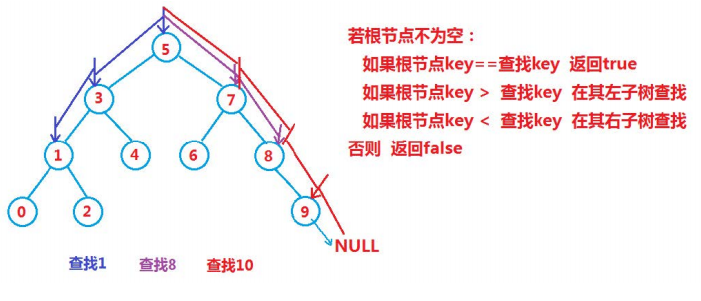 5
3
7
1
4
6
8
0
2
9
NULL
查找1
查找8
查找10
若根节点不为空：
如果根节点key==查找key 返回true
如果根节点key > 查找key 在其左子树查找
如果根节点key < 查找key 在其右子树查找
否则 返回false